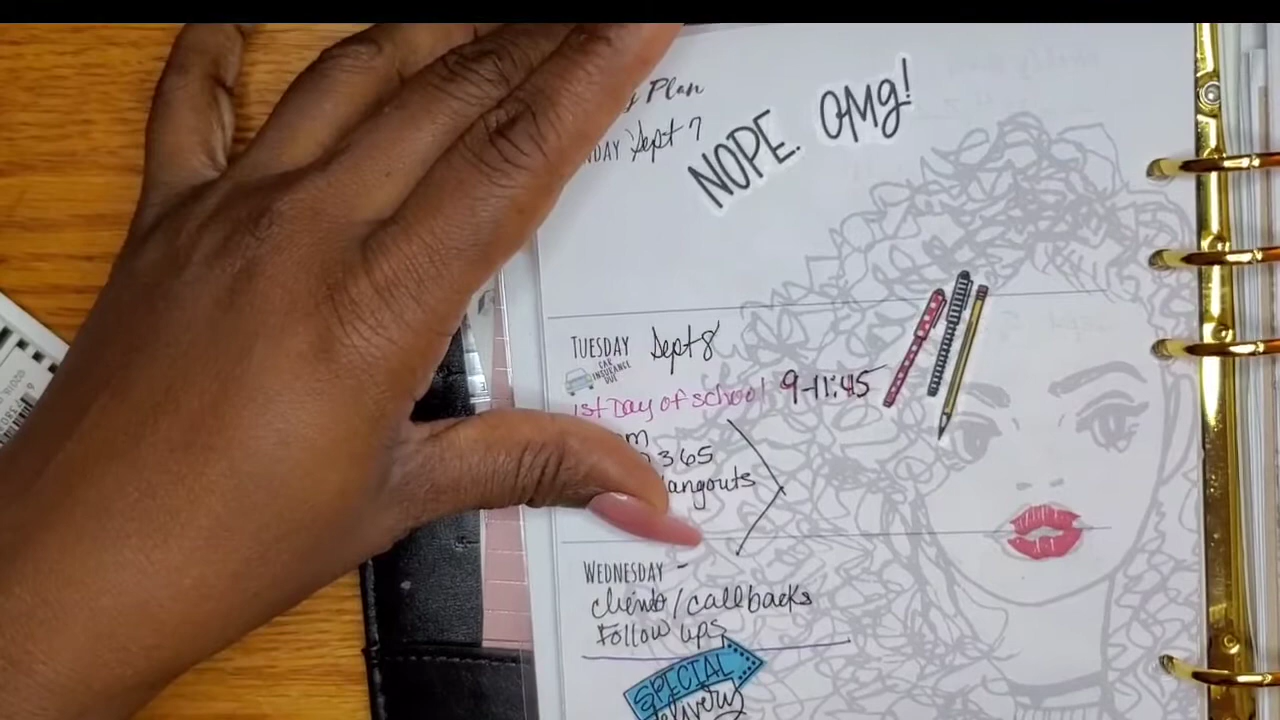 Plan
NOPE. OMG!
Sept 7
TUESDAY Sept 8
CAR
INSURANCE
DUE
1st Day of school 9-11:45
365
Hangouts
WEDNESDAY -
clients/callbacks
Follow ups
SPECIAL
delivery